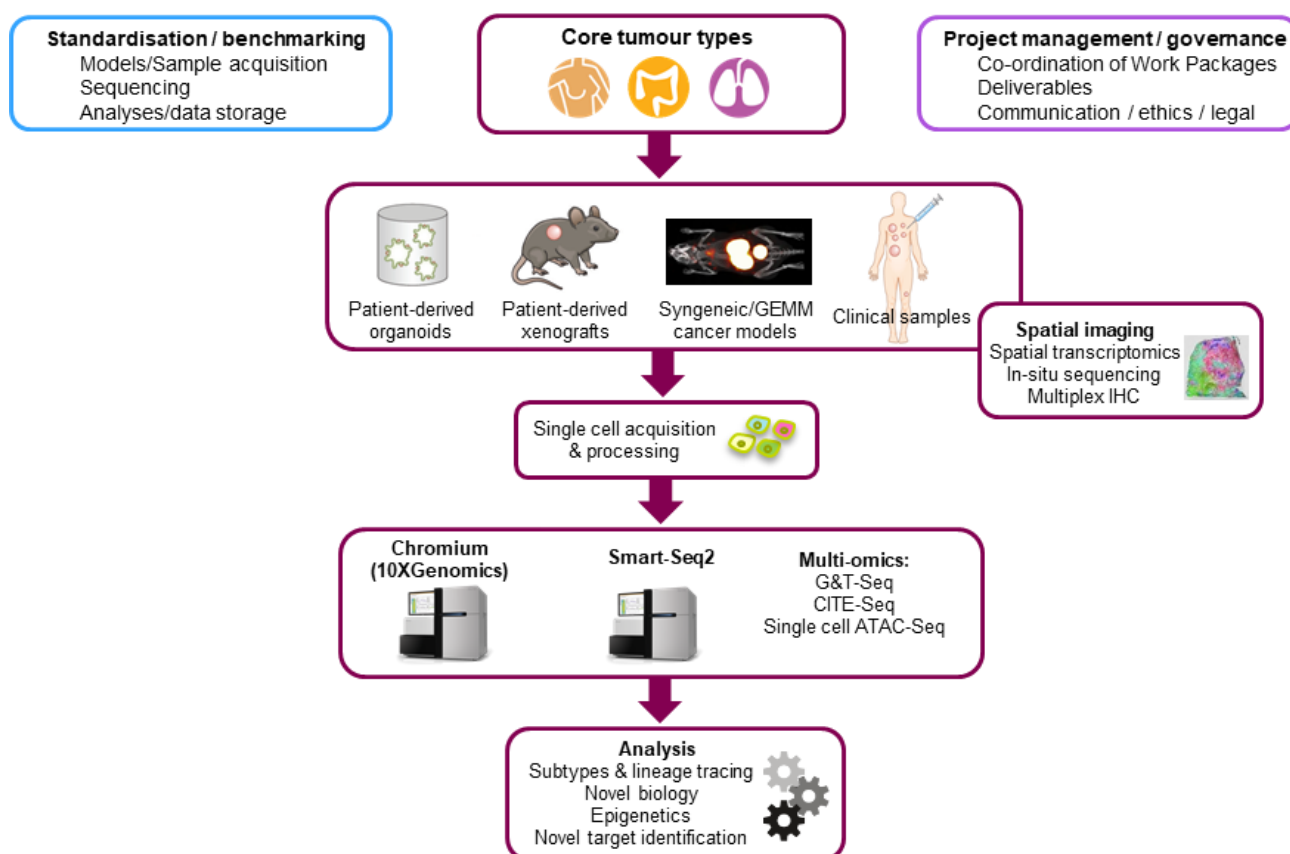 Standardisation / benchmarking
Models/Sample acquisition
Sequencing
Analyses/data storage
Core tumour types
Project management / governance
Co-ordination of Work Packages
Deliverables
Communication / ethics / legal
Patient-derived
organoids
Patient-derived
xenografts
Syngeneic/GEMM
cancer models
Clinical samples
Spatial imaging
Spatial transcriptomics
In-situ sequencing
Multiplex IHC
Single cell acquisition
& processing
Chromium
(10XGenomics)
Smart-Seq2
Multi-omics:
G&T-Seq
CITE-Seq
Single cell ATAC-Seq
Analysis
Subtypes & lineage tracing
Novel biology
Epigenetics
Novel target identification